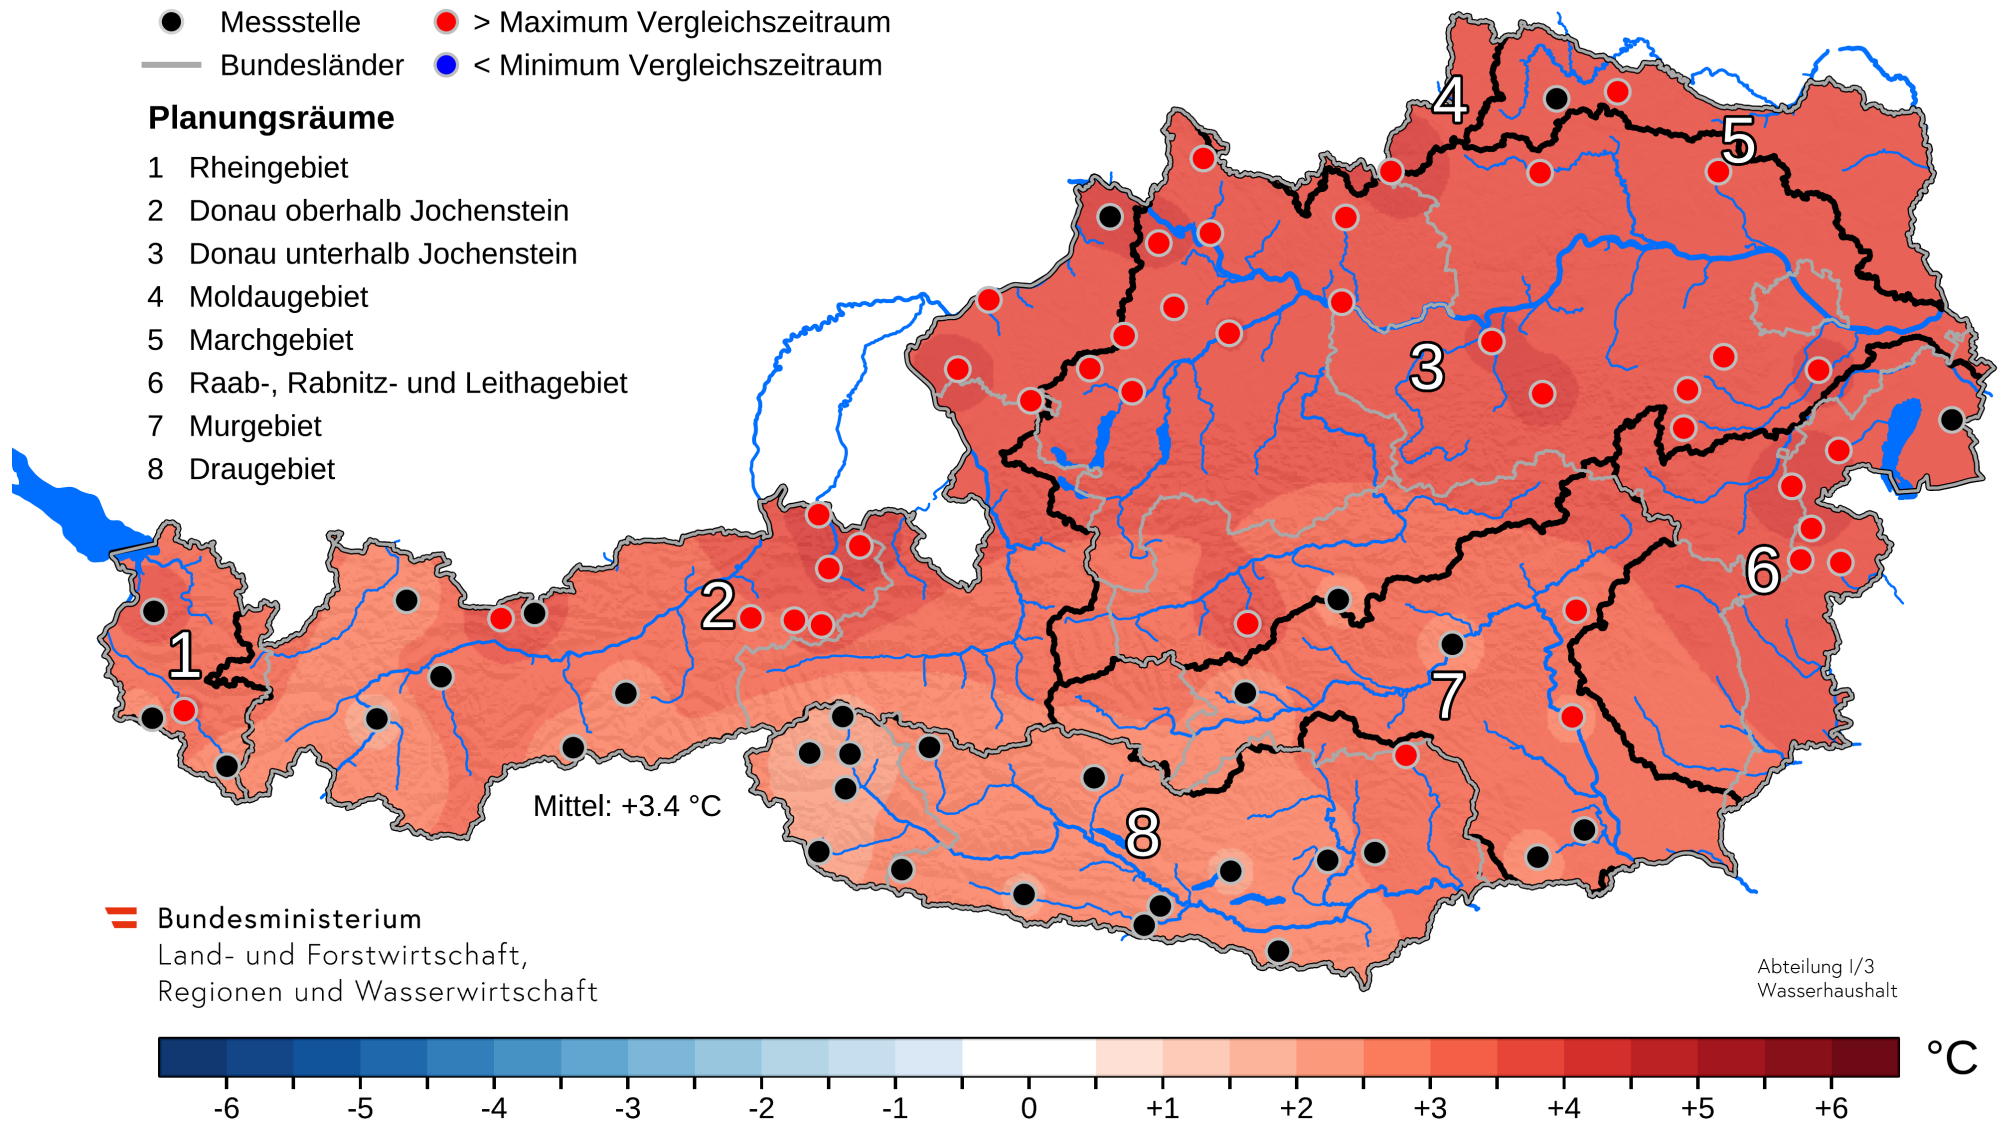 Messstelle
> Maximum Vergleichszeitraum
Bundesländer
< Minimum Vergleichszeitraum
Planungsräume
1 Rheingebiet
2 Donau oberhalb Jochenstein
3 Donau unterhalb Jochenstein
4 Moldaugebiet
5 Marchgebiet
6 Raab-, Rabnitz- und Leithagebiet
7 Murgebiet
8 Draugebiet
4
5
3
6
2
1
7
8
Mittel: +3.4 °C
Bundesministerium
Land- und Forstwirtschaft,
Regionen und Wasserwirtschaft
Abteilung I/3
Wasserhaushalt
°C
-6 -5 -4 -3 -2 -1 0 +1 +2 +3 +4 +5 +6